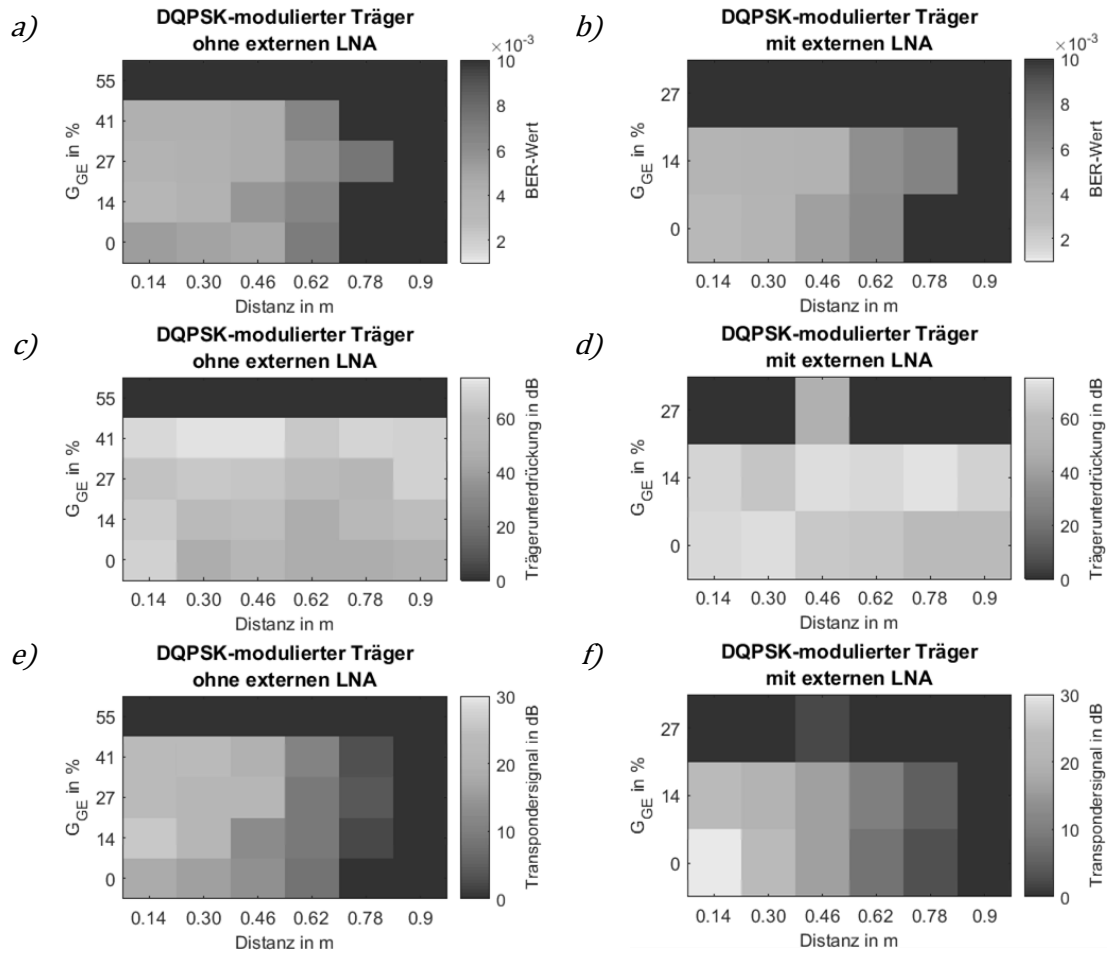 a)
DQPSK-modulierter Träger
ohne externen LNA
×10⁻³
55
41
27
14
0
G_GE in %
0.14 0.30 0.46 0.62 0.78 0.9
Distanz in m
10
8
6
4
2
BER-Wert
b)
DQPSK-modulierter Träger
mit externen LNA
×10⁻³
27
14
0
G_GE in %
0.14 0.30 0.46 0.62 0.78 0.9
Distanz in m
10
8
6
4
2
BER-Wert
c)
DQPSK-modulierter Träger
ohne externen LNA
55
41
27
14
0
G_GE in %
0.14 0.30 0.46 0.62 0.78 0.9
Distanz in m
60
40
20
0
Trägerunterdrückung in dB
d)
DQPSK-modulierter Träger
mit externen LNA
27
14
0
G_GE in %
0.14 0.30 0.46 0.62 0.78 0.9
Distanz in m
60
40
20
0
Trägerunterdrückung in dB
e)
DQPSK-modulierter Träger
ohne externen LNA
55
41
27
14
0
G_GE in %
0.14 0.30 0.46 0.62 0.78 0.9
Distanz in m
30
20
10
0
Transpondersignal in dB
f)
DQPSK-modulierter Träger
mit externen LNA
27
14
0
G_GE in %
0.14 0.30 0.46 0.62 0.78 0.9
Distanz in m
30
20
10
0
Transpondersignal in dB